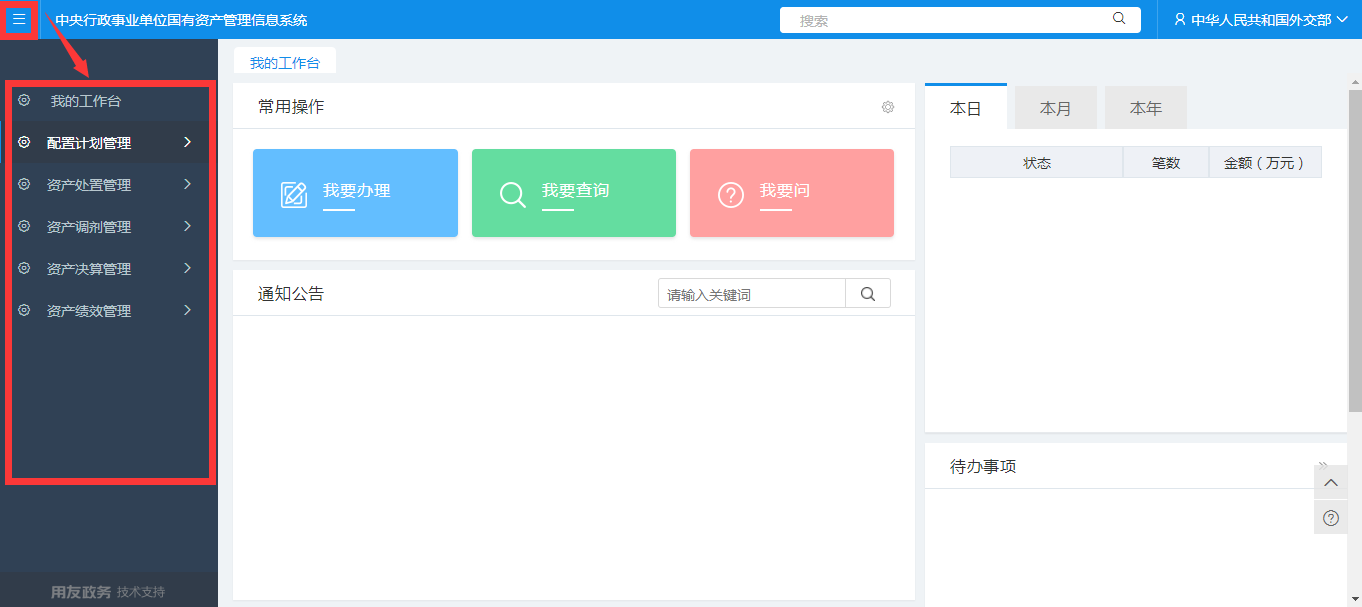 中央行政事业单位国有资产管理信息系统
搜索
中华人民共和国外交部
我的工作台
配置计划管理
资产处置管理
资产调剂管理
资产决算管理
资产绩效管理
用友政务 技术支持
我的工作台
常用操作
我要办理
我要查询
我要问
通知公告
请输入关键词
本日 本月 本年
状态 笔数 金额（万元）
待办事项